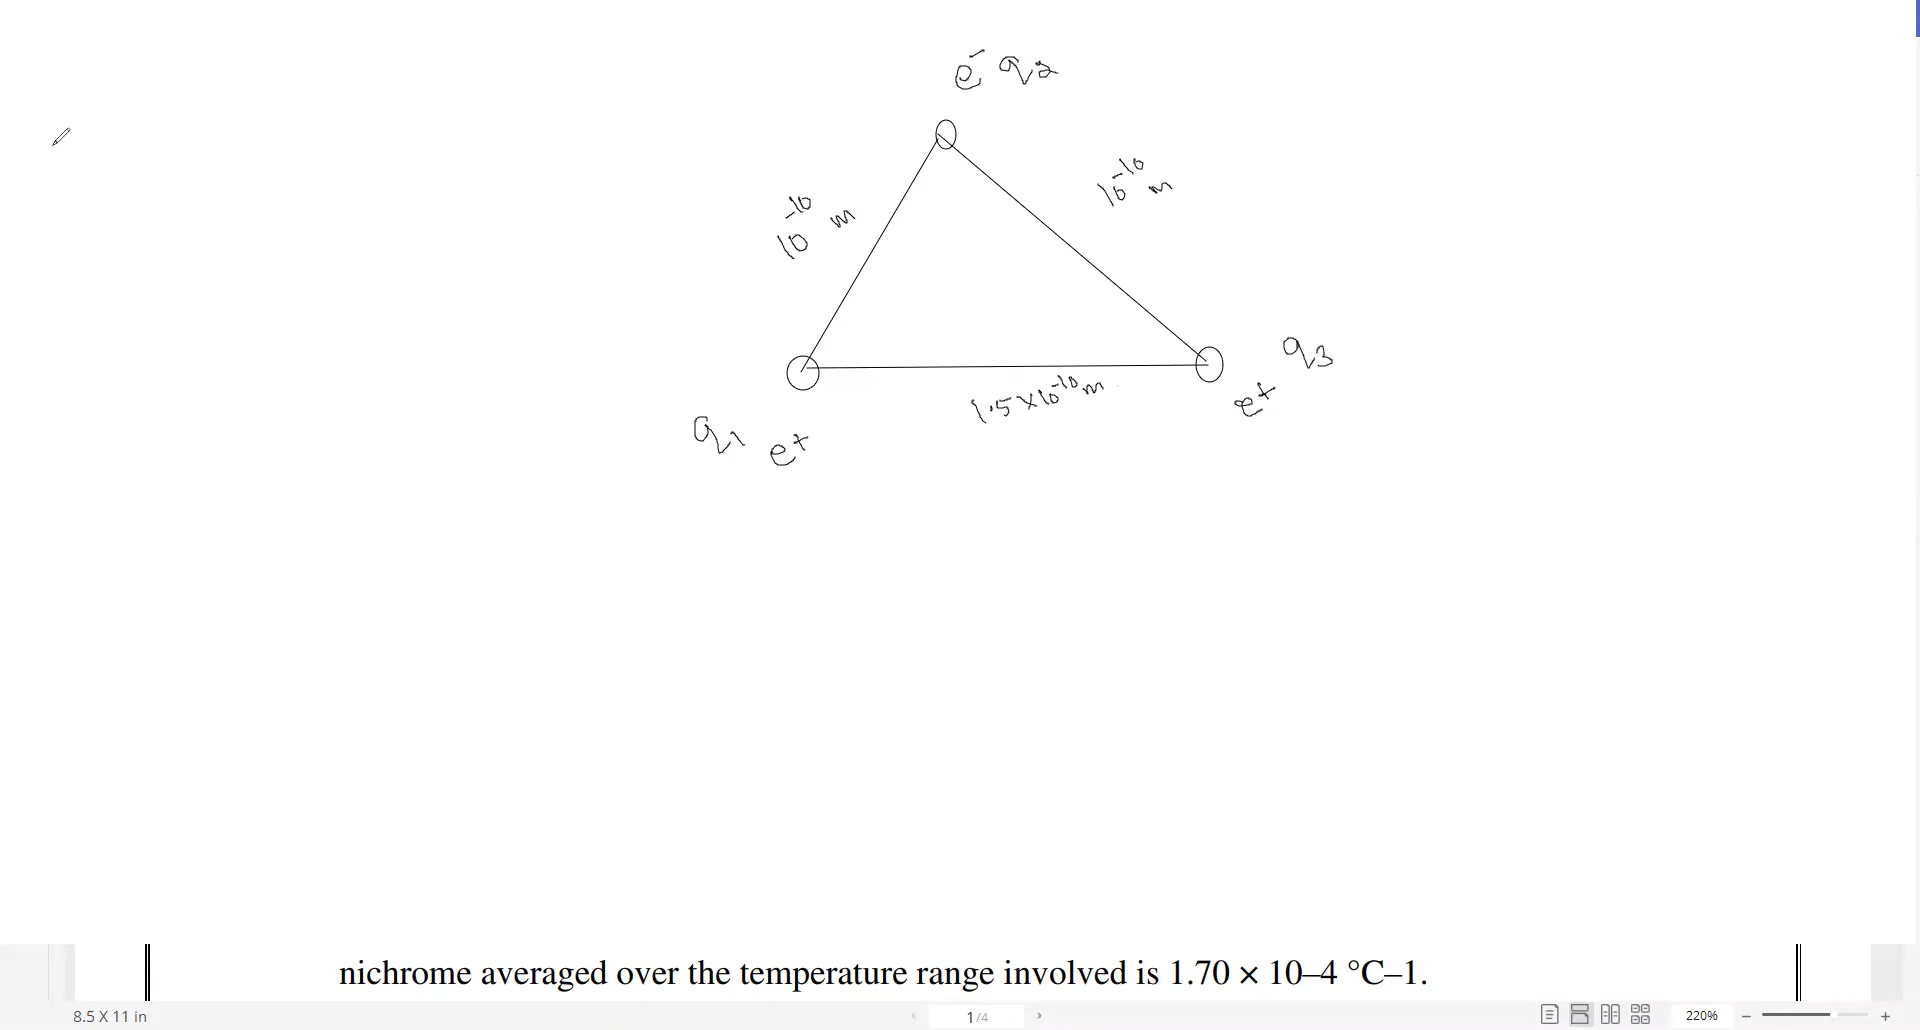 e⁻ q2
10⁻¹⁰ m
10⁻¹⁰ m
q3
e⁺
1.5×10⁻¹⁰ m
q1 e⁺
nichrome averaged over the temperature range involved is 1.70 × 10–4 °C–1.
8.5 X 11 in
1/4
220%